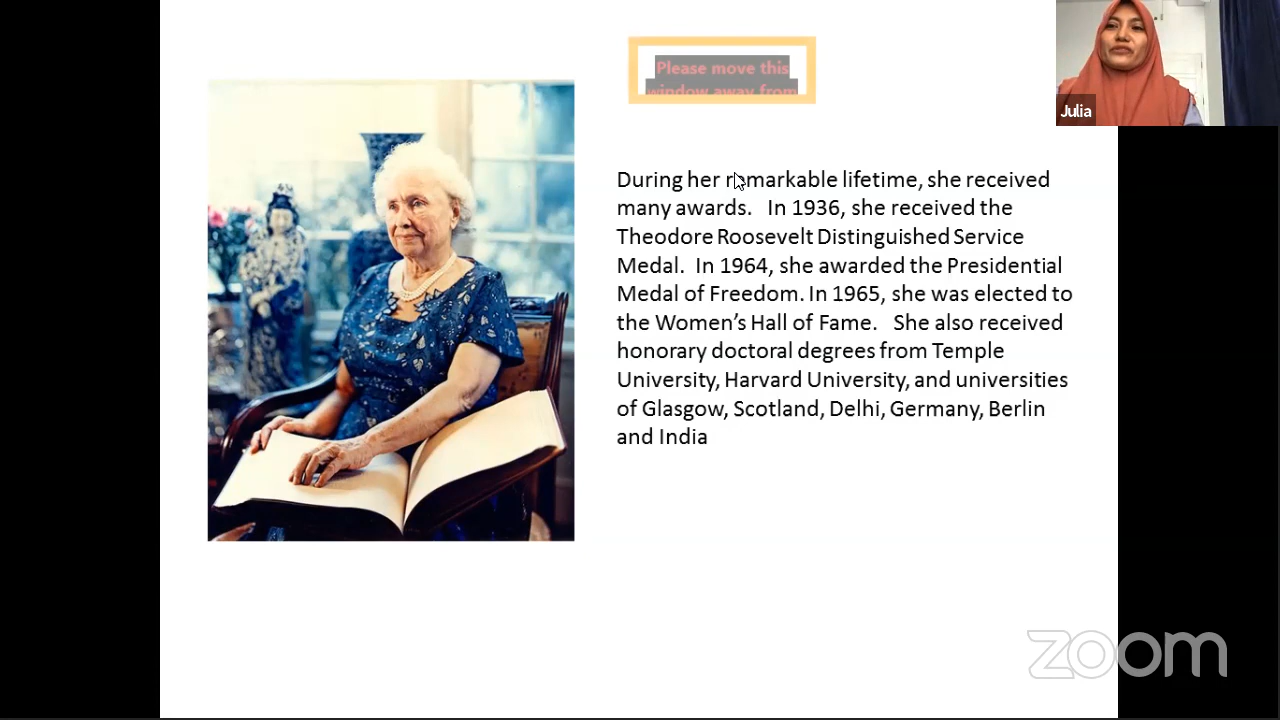 Please move this
window away from
Julia
During her remarkable lifetime, she received
many awards. In 1936, she received the
Theodore Roosevelt Distinguished Service
Medal. In 1964, she awarded the Presidential
Medal of Freedom. In 1965, she was elected to
the Women’s Hall of Fame. She also received
honorary doctoral degrees from Temple
University, Harvard University, and universities
of Glasgow, Scotland, Delhi, Germany, Berlin
and India
zoom